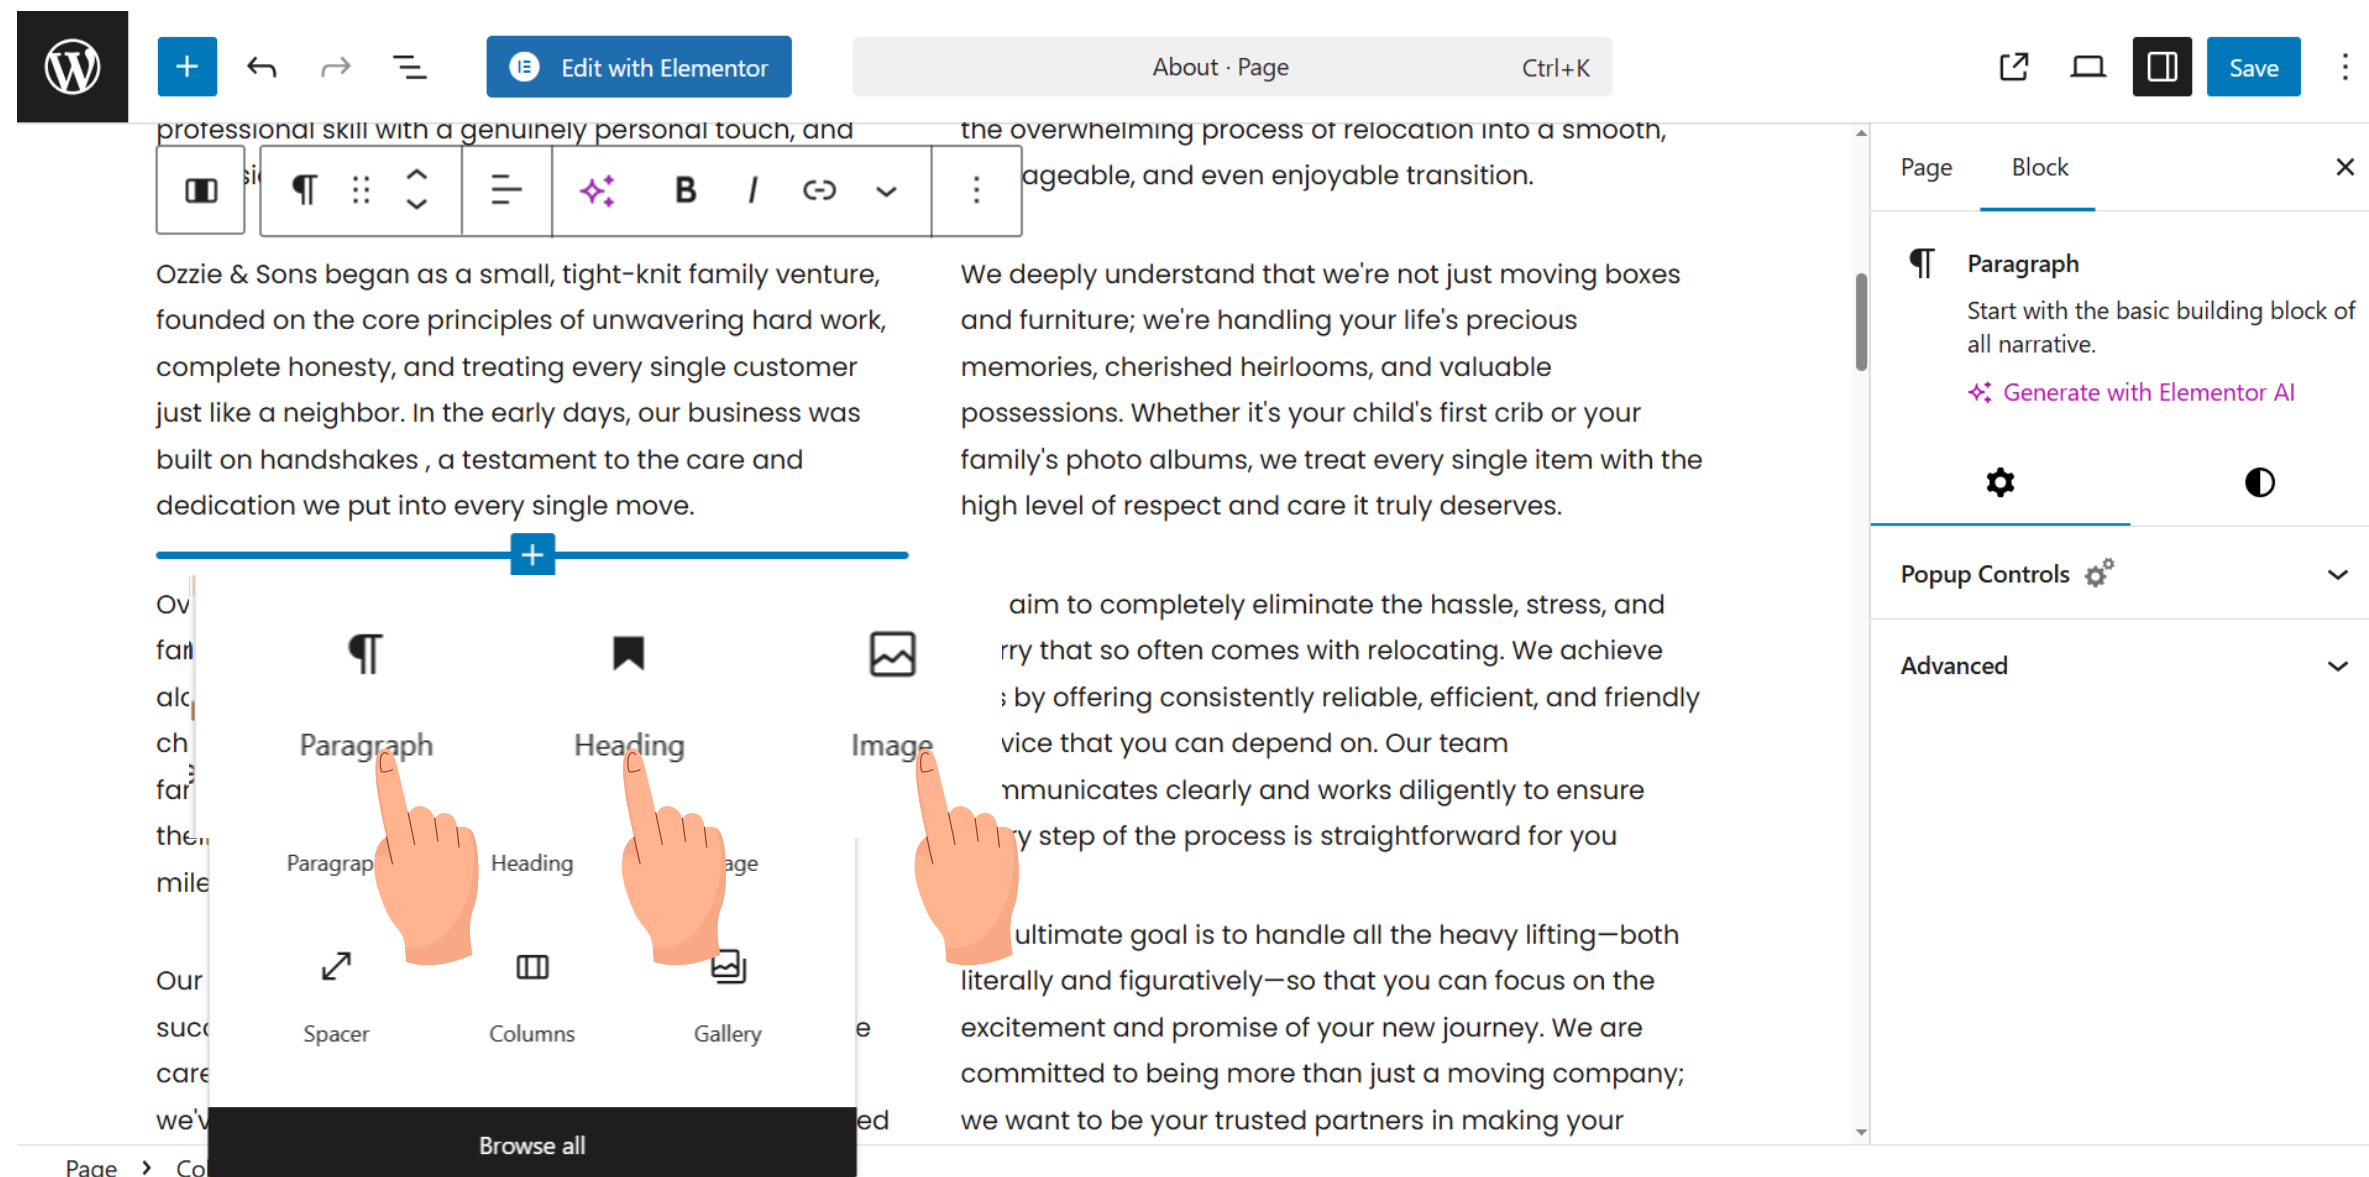 Edit with Elementor
About · Page
Ctrl+K
Save
professional skill with a genuinely personal touch, and
Ozzie & Sons began as a small, tight-knit family venture,
founded on the core principles of unwavering hard work,
complete honesty, and treating every single customer
just like a neighbor. In the early days, our business was
built on handshakes , a testament to the care and
dedication we put into every single move.
Paragraph
Heading
Image
Heading
Spacer
Columns
Gallery
Our
Browse all
the overwhelming process of relocation into a smooth,
ageable, and even enjoyable transition.
We deeply understand that we're not just moving boxes
and furniture; we're handling your life's precious
memories, cherished heirlooms, and valuable
possessions. Whether it's your child's first crib or your
family's photo albums, we treat every single item with the
high level of respect and care it truly deserves.
aim to completely eliminate the hassle, stress, and
rry that so often comes with relocating. We achieve
by offering consistently reliable, efficient, and friendly
vice that you can depend on. Our team
mmunicates clearly and works diligently to ensure
ry step of the process is straightforward for you
ultimate goal is to handle all the heavy lifting—both
literally and figuratively—so that you can focus on the
excitement and promise of your new journey. We are
committed to being more than just a moving company;
we want to be your trusted partners in making your
Page
Block
Paragraph
Start with the basic building block of
all narrative.
Generate with Elementor AI
Popup Controls
Advanced
Page